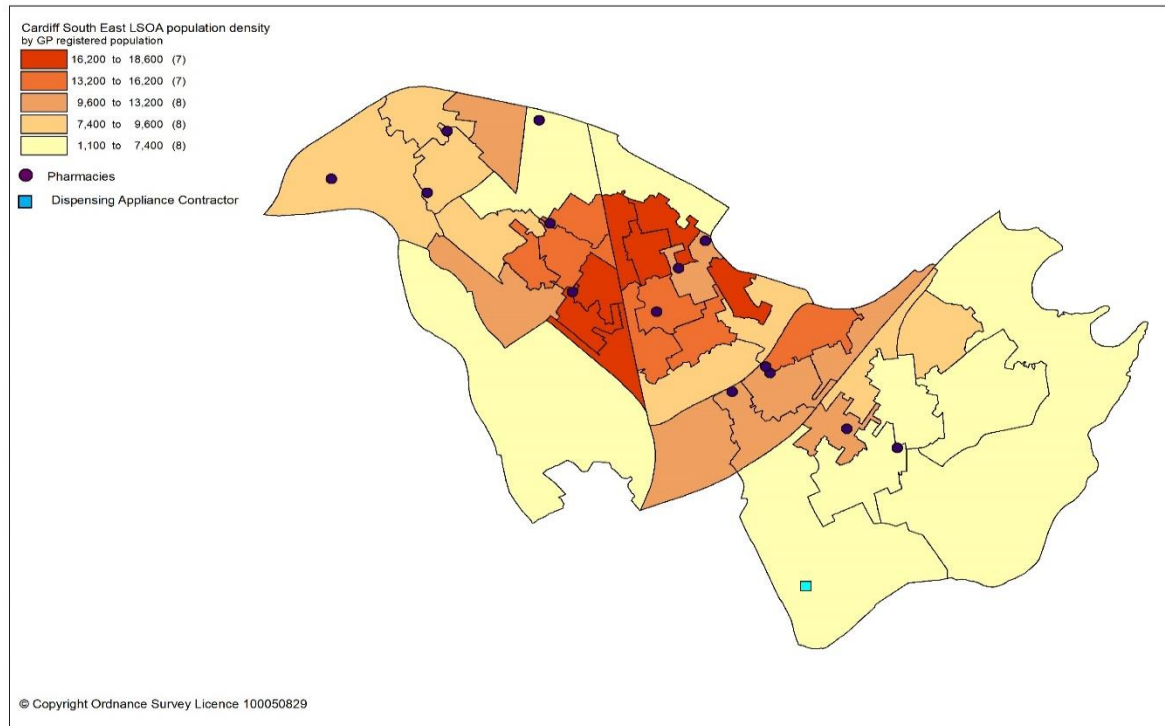 Cardiff South East LSOA population density
by GP registered population
16,200 to 18,600 (7)
13,200 to 16,200 (7)
9,600 to 13,200 (8)
7,400 to 9,600 (8)
1,100 to 7,400 (8)
Pharmacies
Dispensing Appliance Contractor
© Copyright Ordnance Survey Licence 100050829